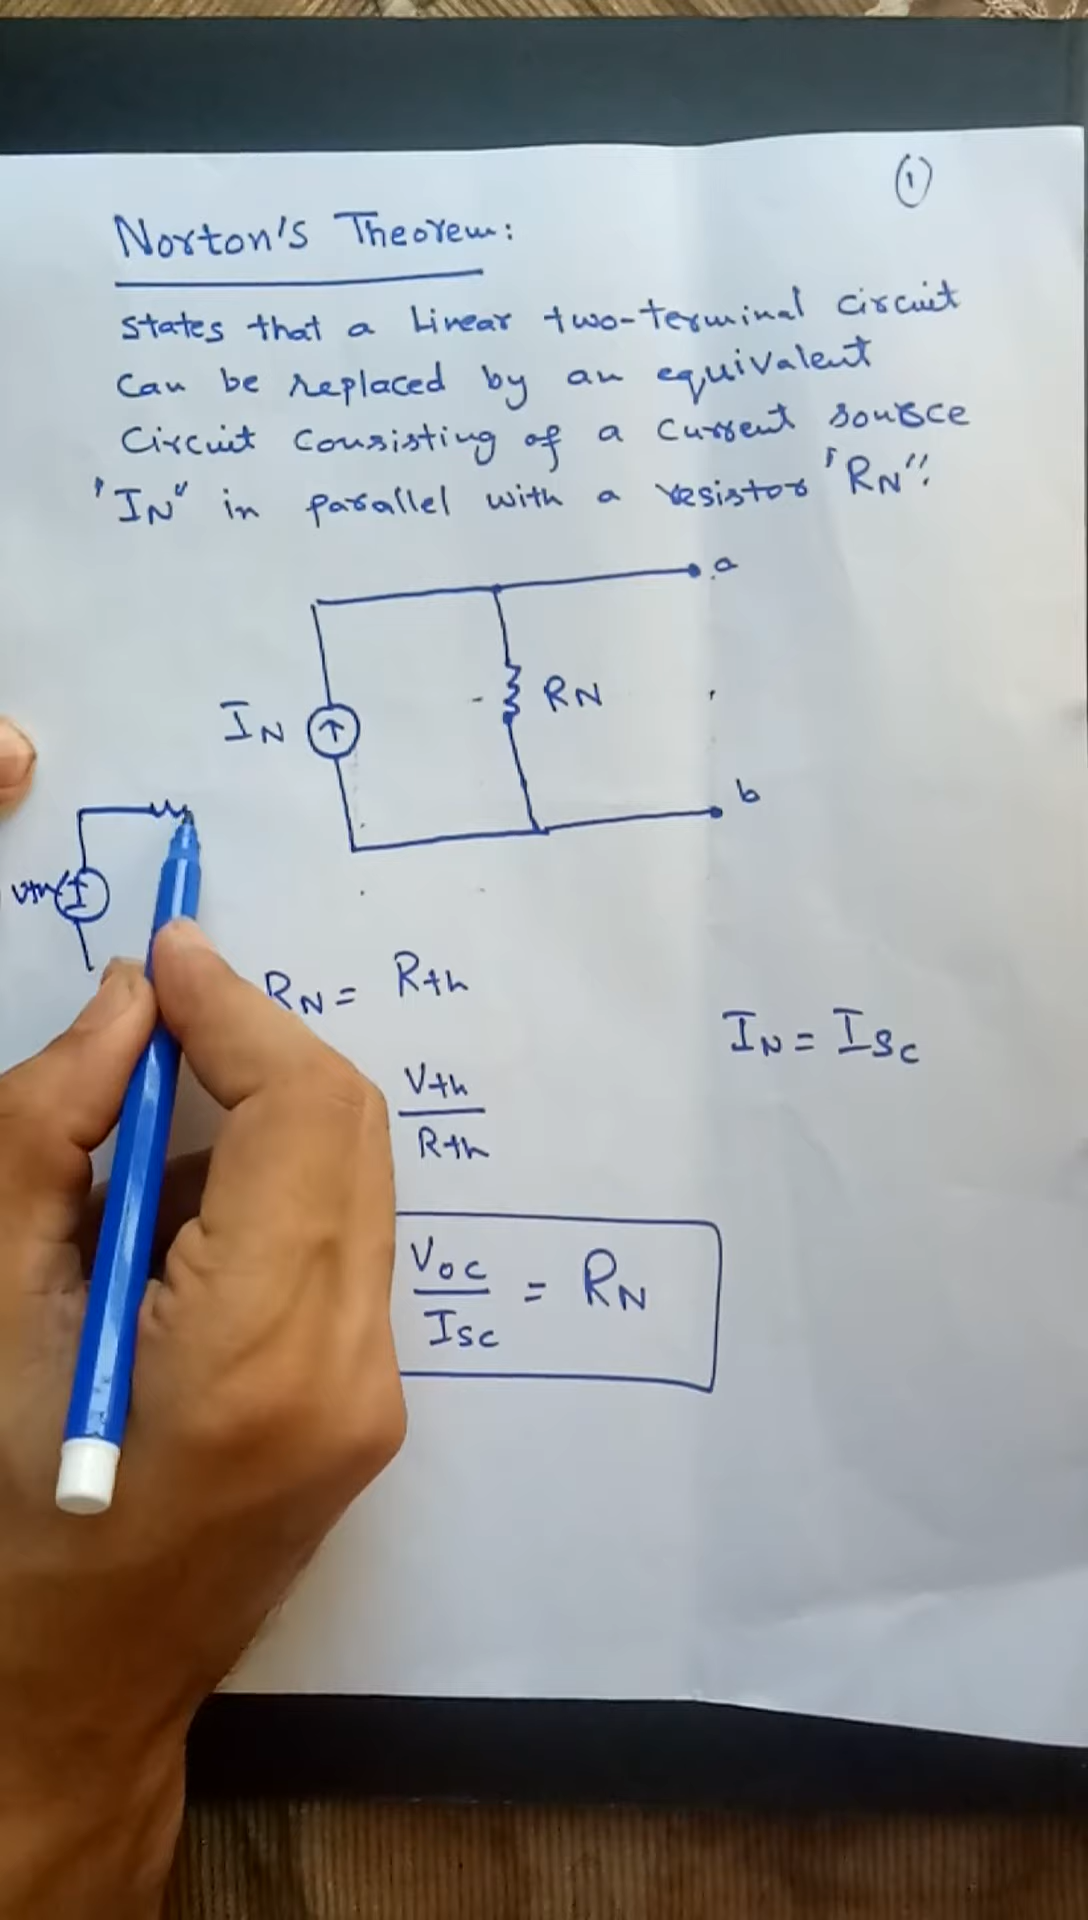 ①
Norton's Theorem:
States that a Linear two-terminal circuit
Can be replaced by an equivalent
Circuit Consisting of a Current source
"IN" in parallel with a resistor "RN".
a
IN
RN
b
Vth
RN = Rth
IN = Isc
Vth
Rth
Voc
Isc
= RN